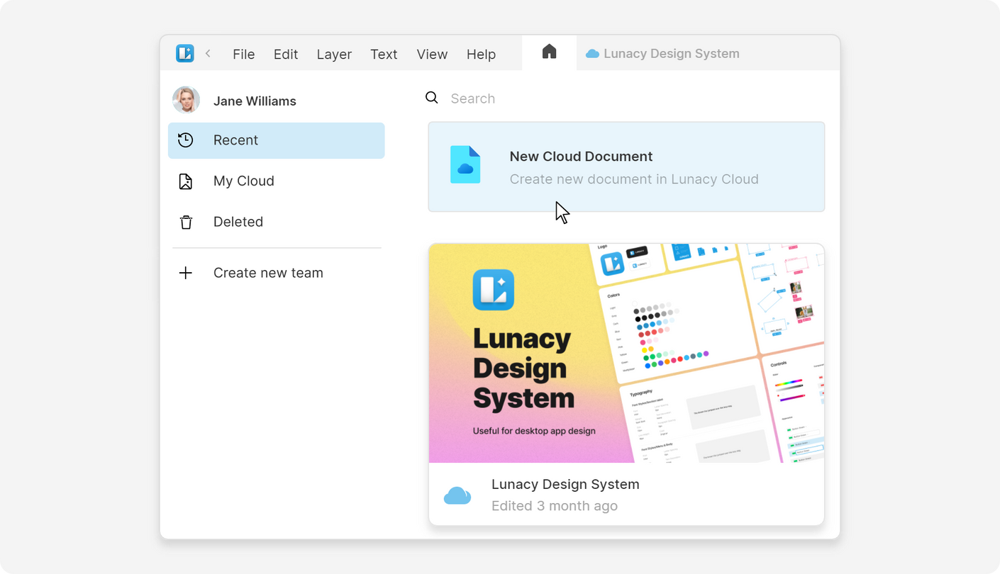 File Edit Layer Text View Help
Lunacy Design System
Jane Williams
Search
Recent
My Cloud
Deleted
Create new team
New Cloud Document
Create new document in Lunacy Cloud
Lunacy
Design
System
Useful for desktop app design
Logo
Colors
Typography
Controls
Lunacy Design System
Edited 3 month ago